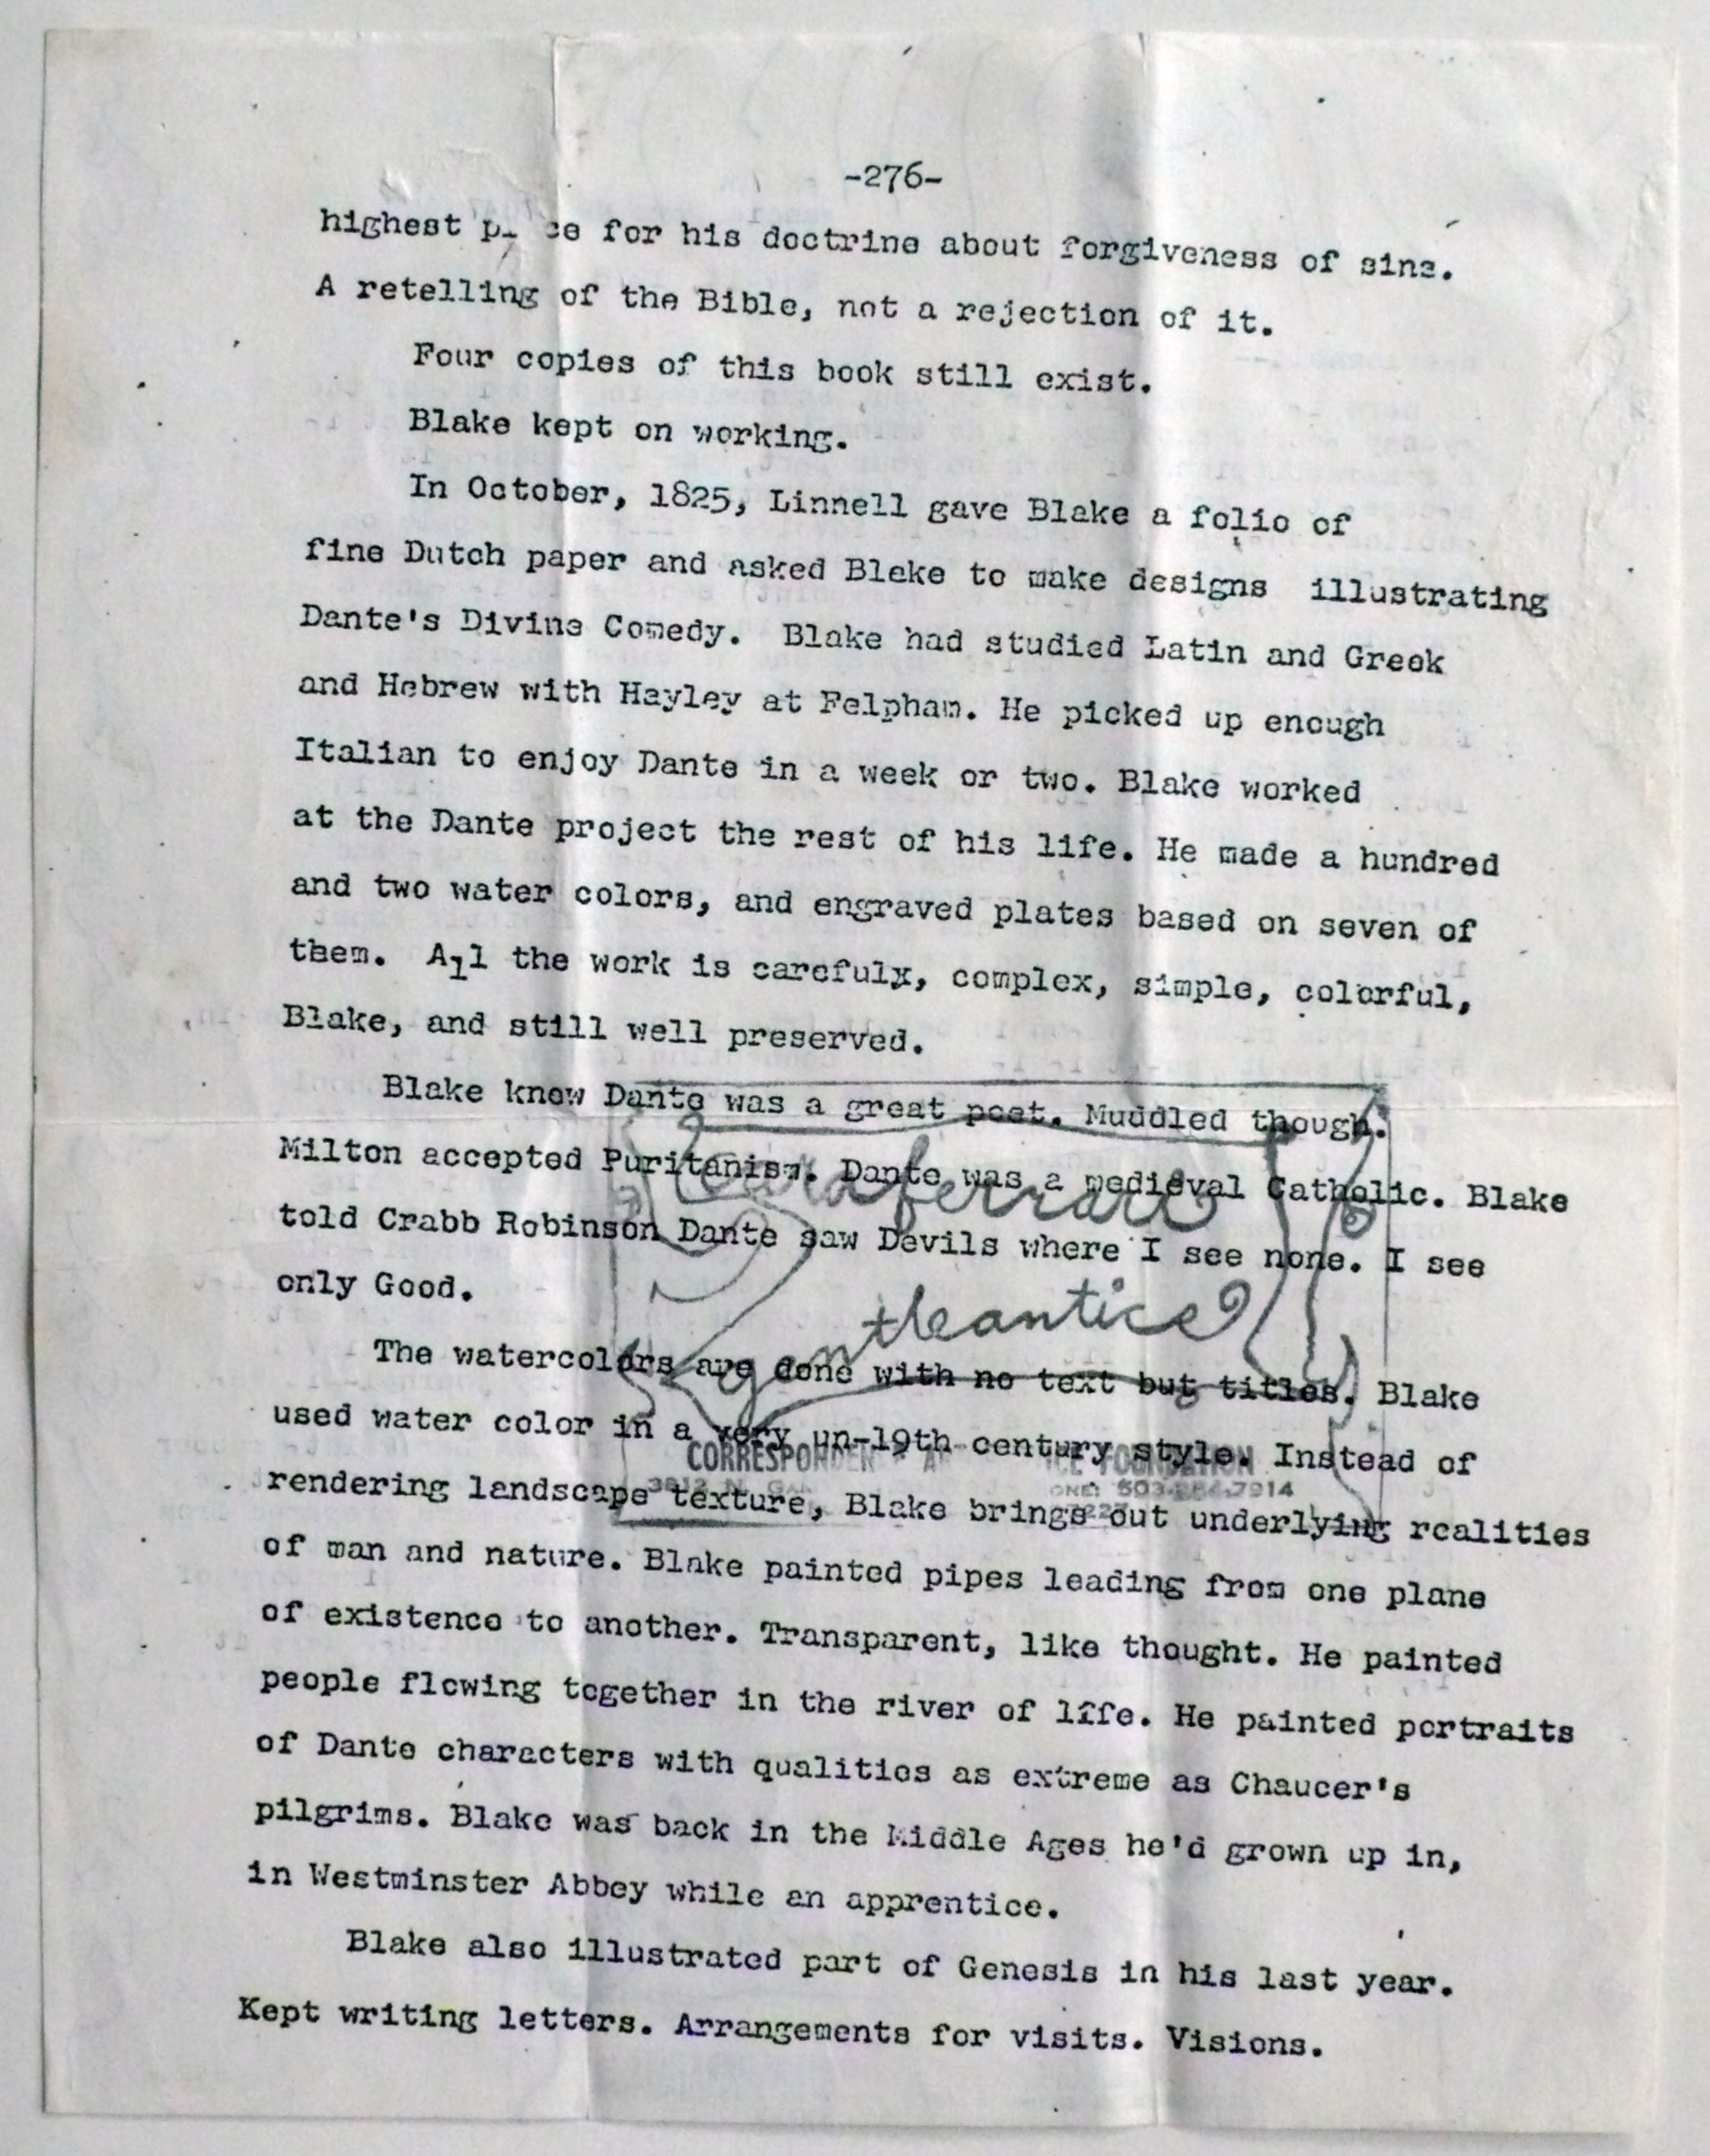 -276-
highest for his doctrine about forgiveness of sins.
A retelling of the Bible, not a rejection of it.
Four copies of this book still exist.
Blake kept on working.
In October, 1825, Linnell gave Blake a folio of
fine Dutch paper and asked Blake to make designs illustrating
Dante's Divine Comedy. Blake had studied Latin and Greek
and Hebrew with Hayley at Felpham. He picked up enough
Italian to enjoy Dante in a week or two. Blake worked
at the Dante project the rest of his life. He made a hundred
and two water colors, and engraved plates based on seven of
them. All the work is carefulx, complex, simple, colorful,
Blake, and still well preserved.
Blake knew Dante was a great poet. Muddled though.
Milton accepted Puritanism. Dante was a medieval Catholic. Blake
told Crabb Robinson Dante saw Devils where I see none. I see
only Good.
The watercolors are done with no text but titles. Blake
used water color in a very un-19th century style. Instead of
rendering landscape texture, Blake brings out underlying realities
of man and nature. Blake painted pipes leading from one plane
of existence to another. Transparent, like thought. He painted
people flowing together in the river of life. He painted portraits
of Dante characters with qualities as extreme as Chaucer's
pilgrims. Blake was back in the Middle Ages he'd grown up in,
in Westminster Abbey while an apprentice.
Blake also illustrated part of Genesis in his last year.
Kept writing letters. Arrangements for visits. Visions.